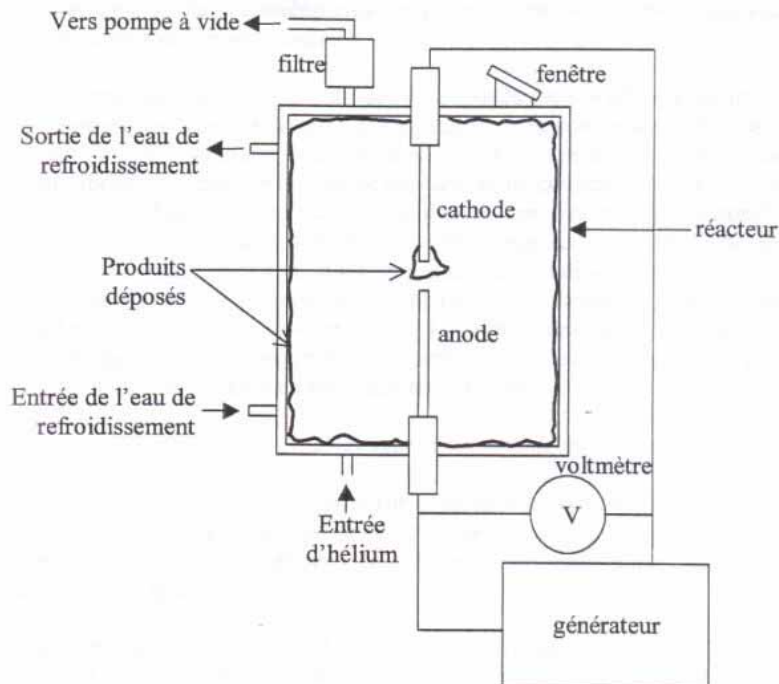 Vers pompe à vide
filtre
fenêtre
Sortie de l'eau de
refroidissement
cathode
réacteur
Produits
déposés
anode
Entrée de l'eau de
refroidissement
voltmètre
V
Entrée
d'hélium
générateur